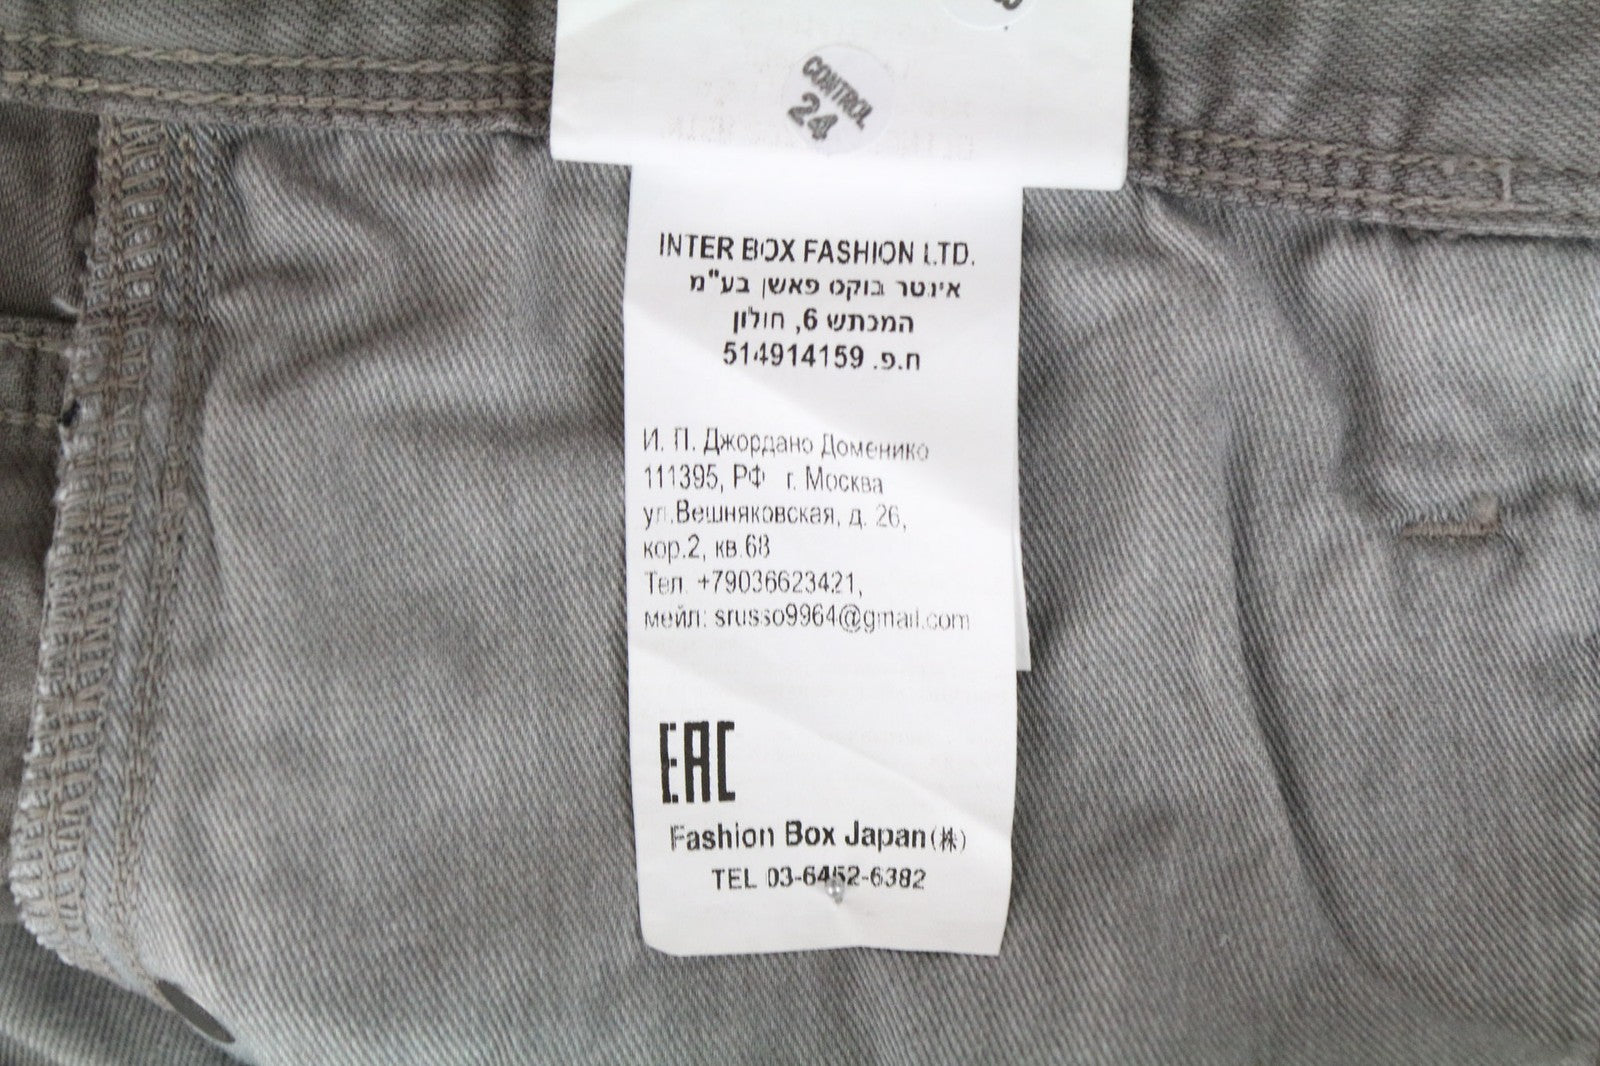 CONTROL
24
INTER BOX FASHION LTD.
אינטר בוקס פאשן בע"מ
המכתש 6, חולון
ח.פ. 514914159
И. П. Джордано Доменико
111395, РФ г. Москва
ул.Вешняковская, д. 26,
кор.2, кв.68
Тел. +79036623421,
мейл: srusso9964@gmail.com
EAC
Fashion Box Japan(株)
TEL 03-6452-6382